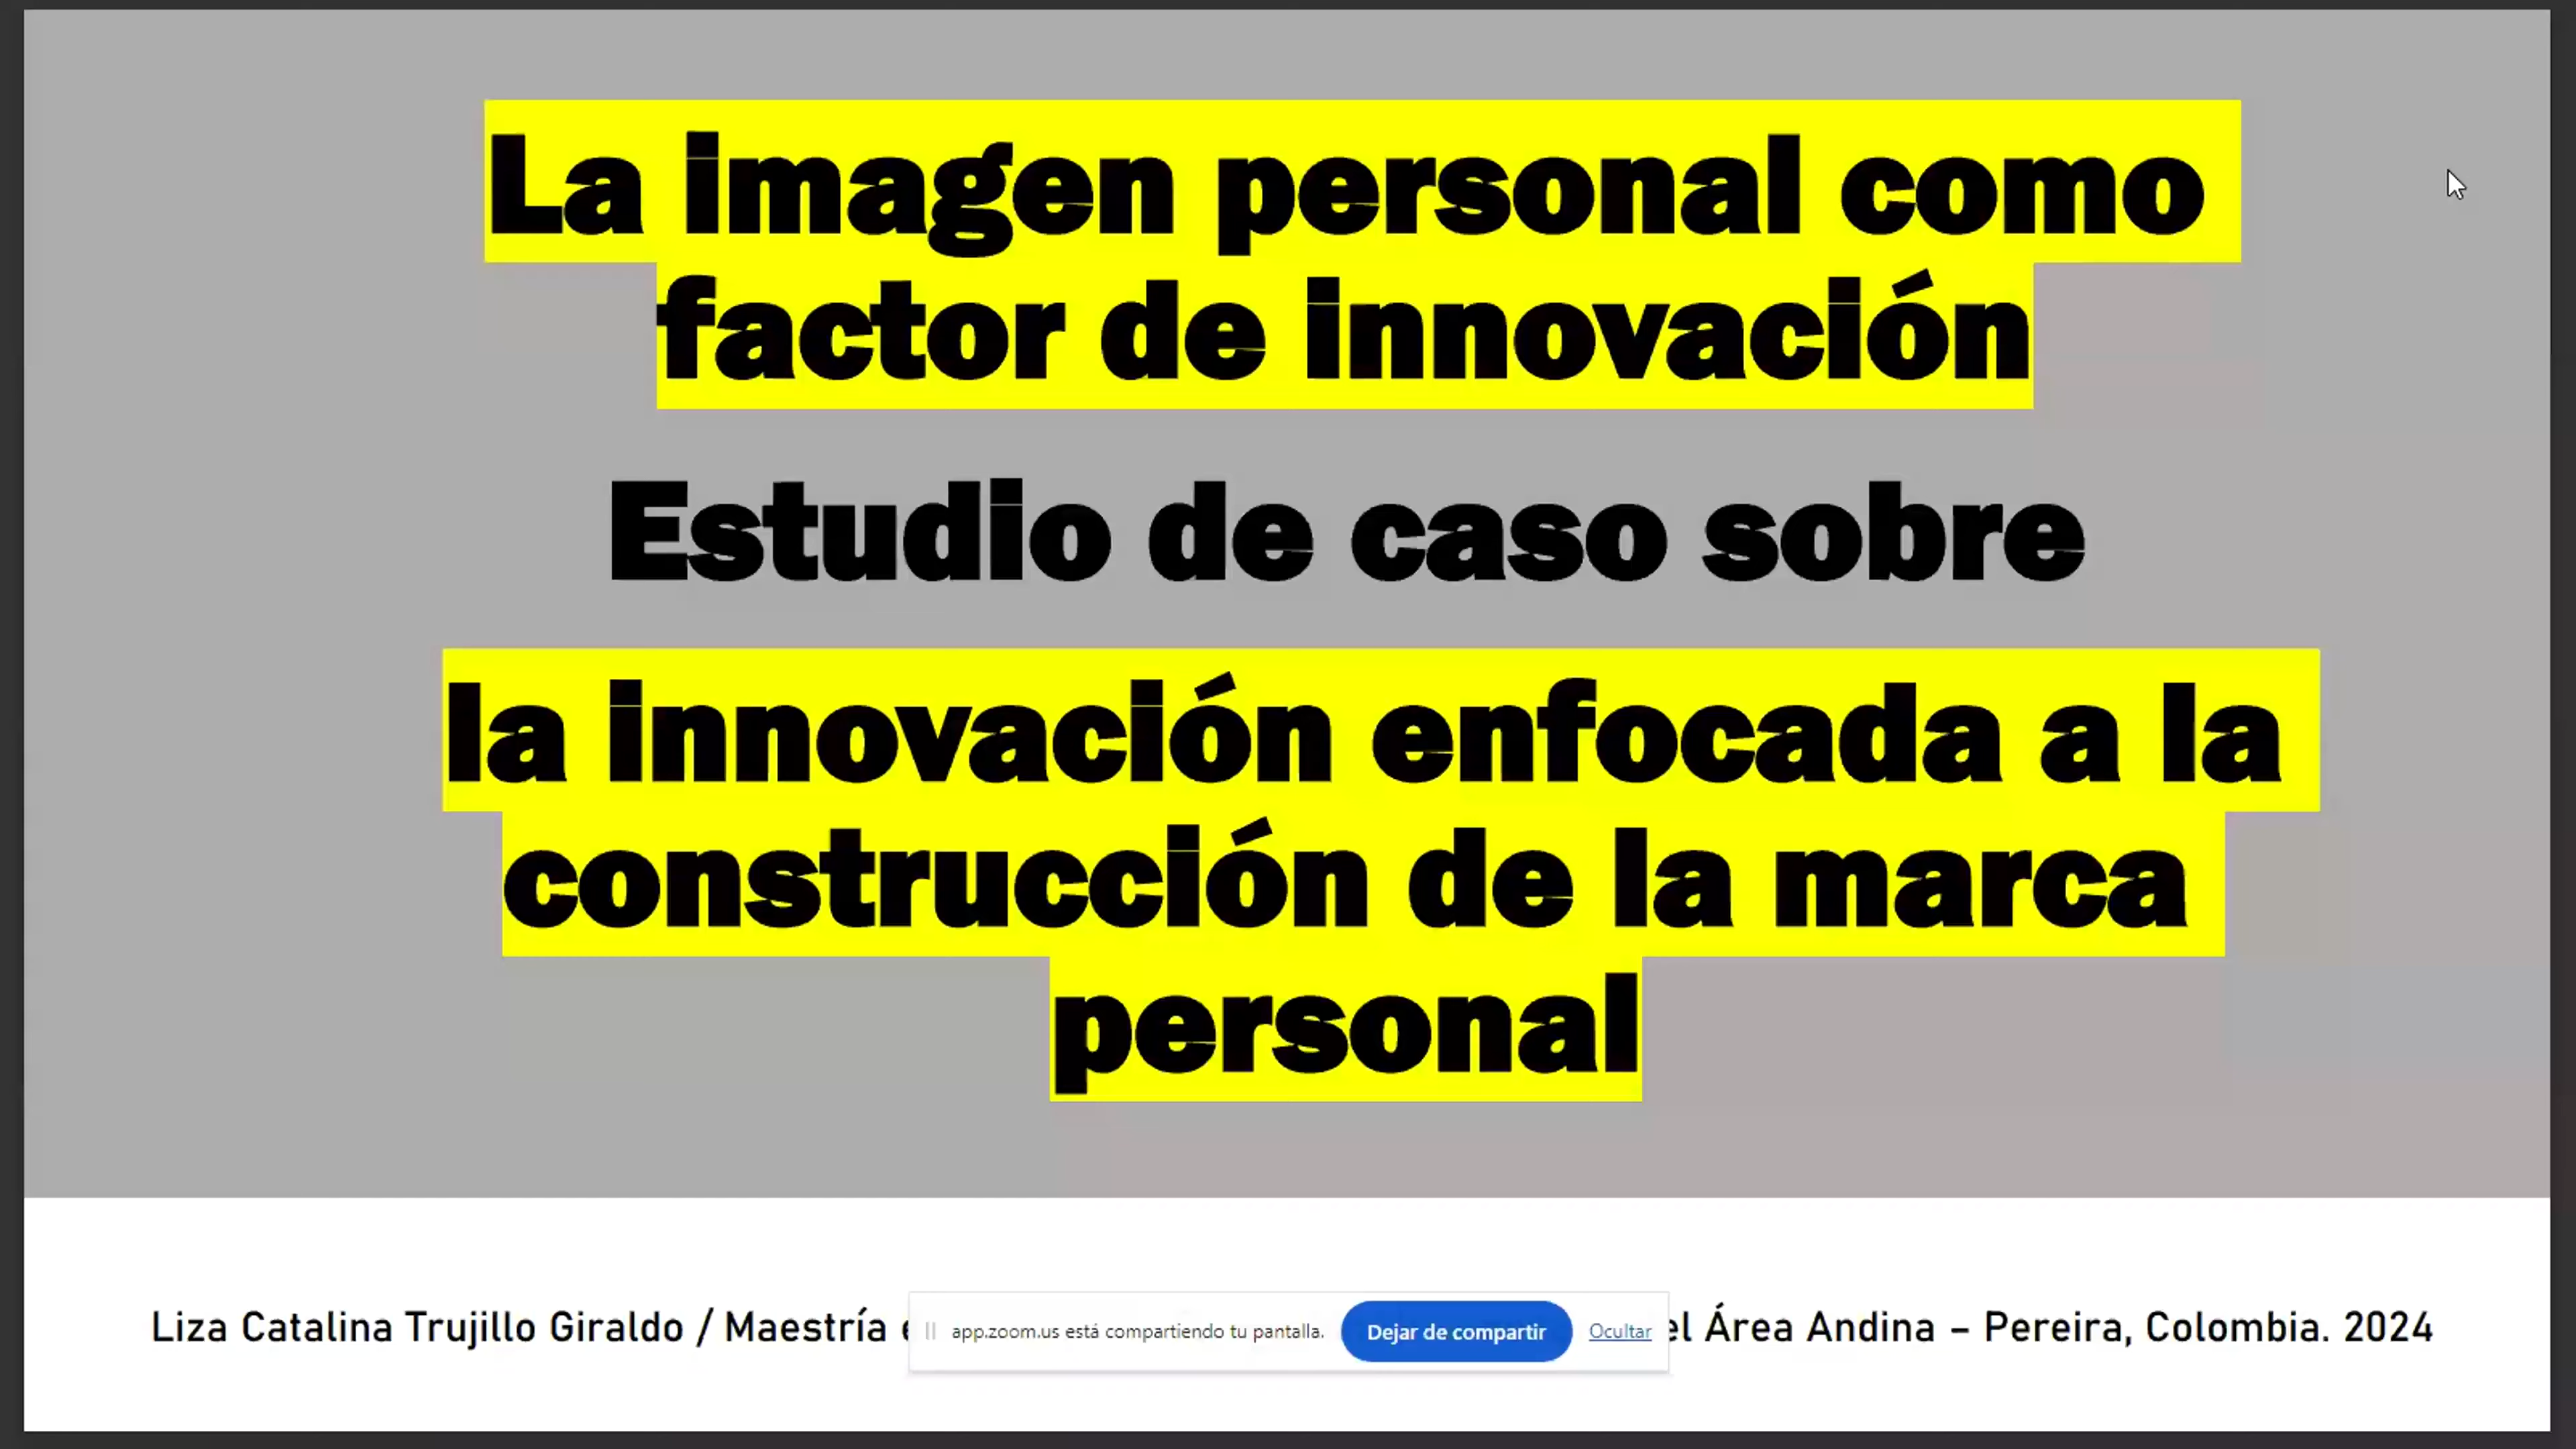 La imagen personal como
factor de innovación
Estudio de caso sobre
la innovación enfocada a la
construcción de la marca
personal
Liza Catalina Trujillo Giraldo / Maestría el Área Andina – Pereira, Colombia. 2024
app.zoom.us está compartiendo tu pantalla. Dejar de compartir Ocultar